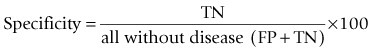 Specificity = TN / all without disease (FP + TN) × 100